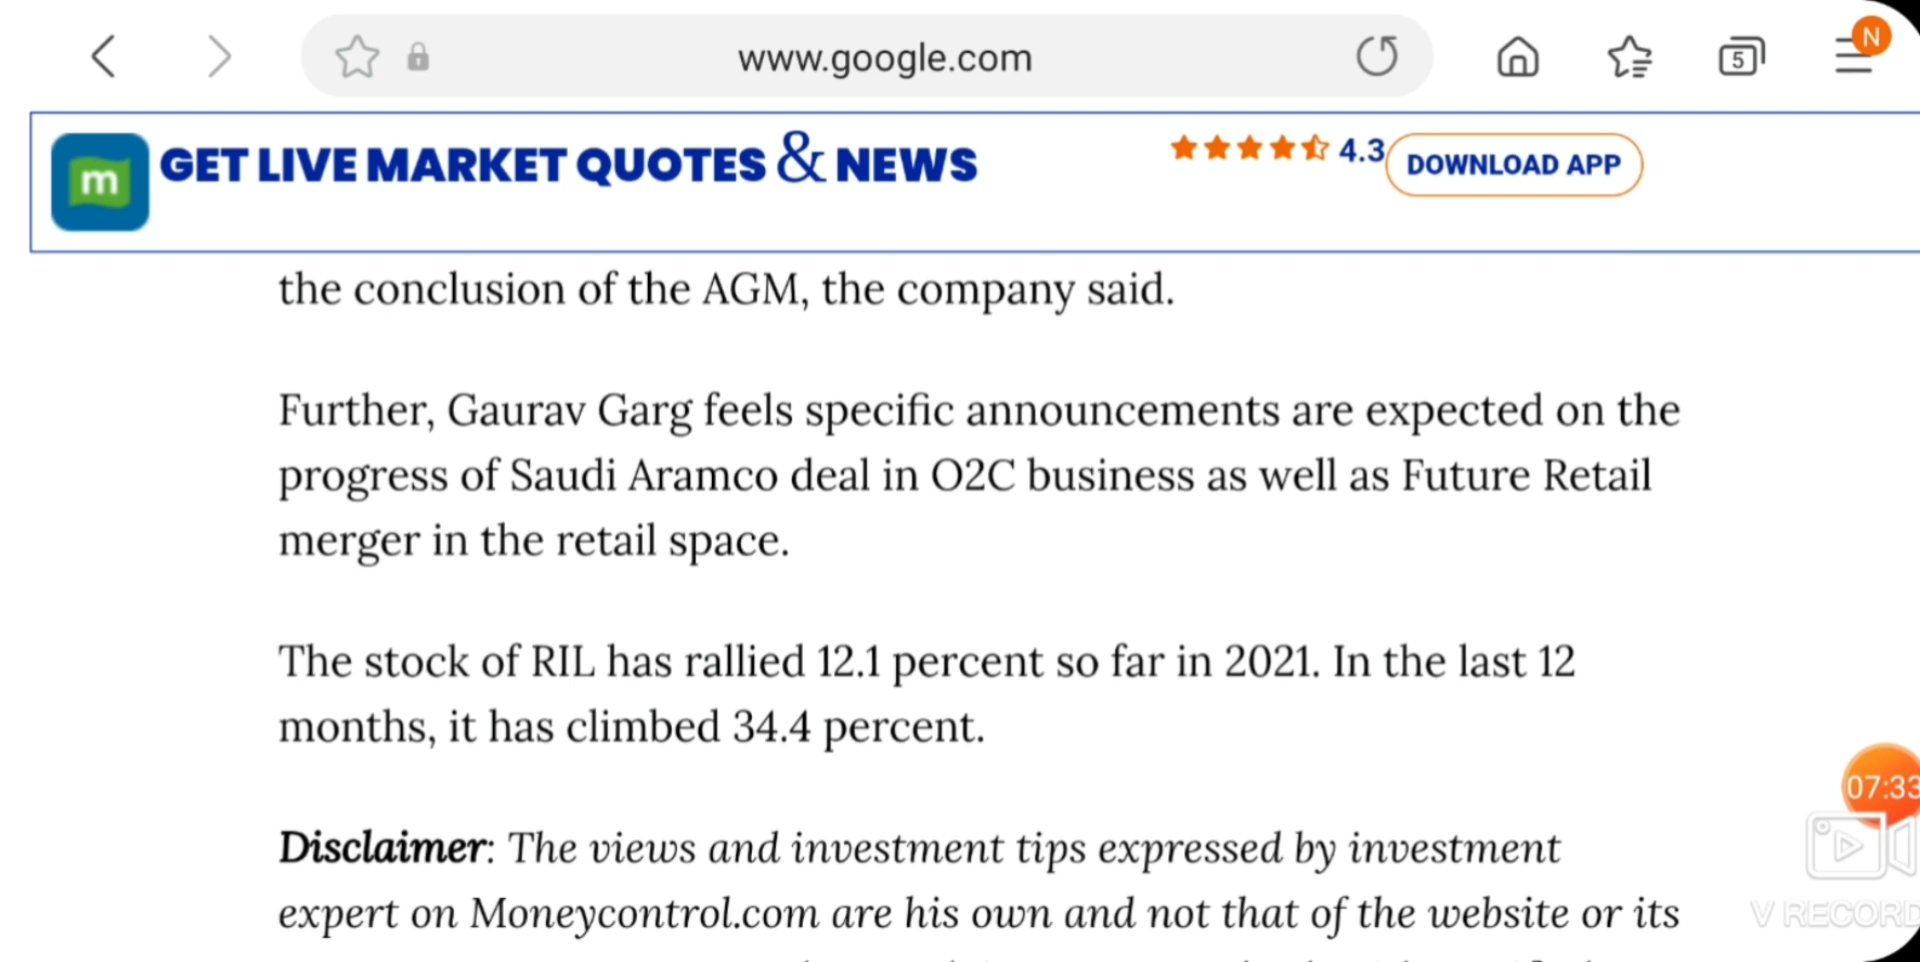 www.google.com
5
N
m
GET LIVE MARKET QUOTES & NEWS
4.3
DOWNLOAD APP
the conclusion of the AGM, the company said.
Further, Gaurav Garg feels specific announcements are expected on the
progress of Saudi Aramco deal in O2C business as well as Future Retail
merger in the retail space.
The stock of RIL has rallied 12.1 percent so far in 2021. In the last 12
months, it has climbed 34.4 percent.
07:33
Disclaimer: The views and investment tips expressed by investment
expert on Moneycontrol.com are his own and not that of the website or its
V RECORD